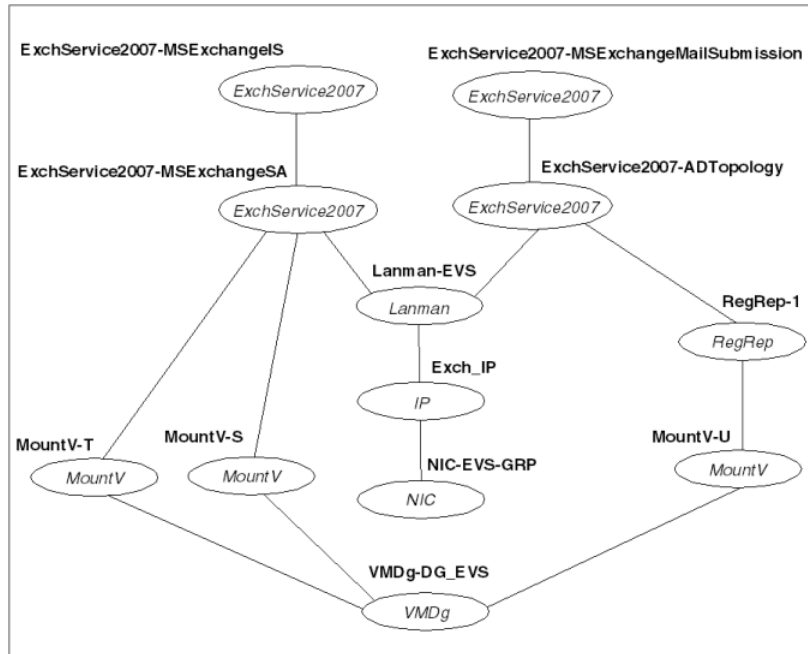 ExchService2007-MSExchangeIS
ExchService2007-MSExchangeMailSubmission
ExchService2007
ExchService2007
ExchService2007-MSExchangeSA
ExchService2007-ADTopology
ExchService2007
ExchService2007
Lanman-EVS
Lanman
RegRep-1
RegRep
Exch_IP
IP
MountV-T
MountV-S
MountV-U
MountV
MountV
NIC-EVS-GRP
MountV
NIC
VMDg-DG_EVS
VMDg